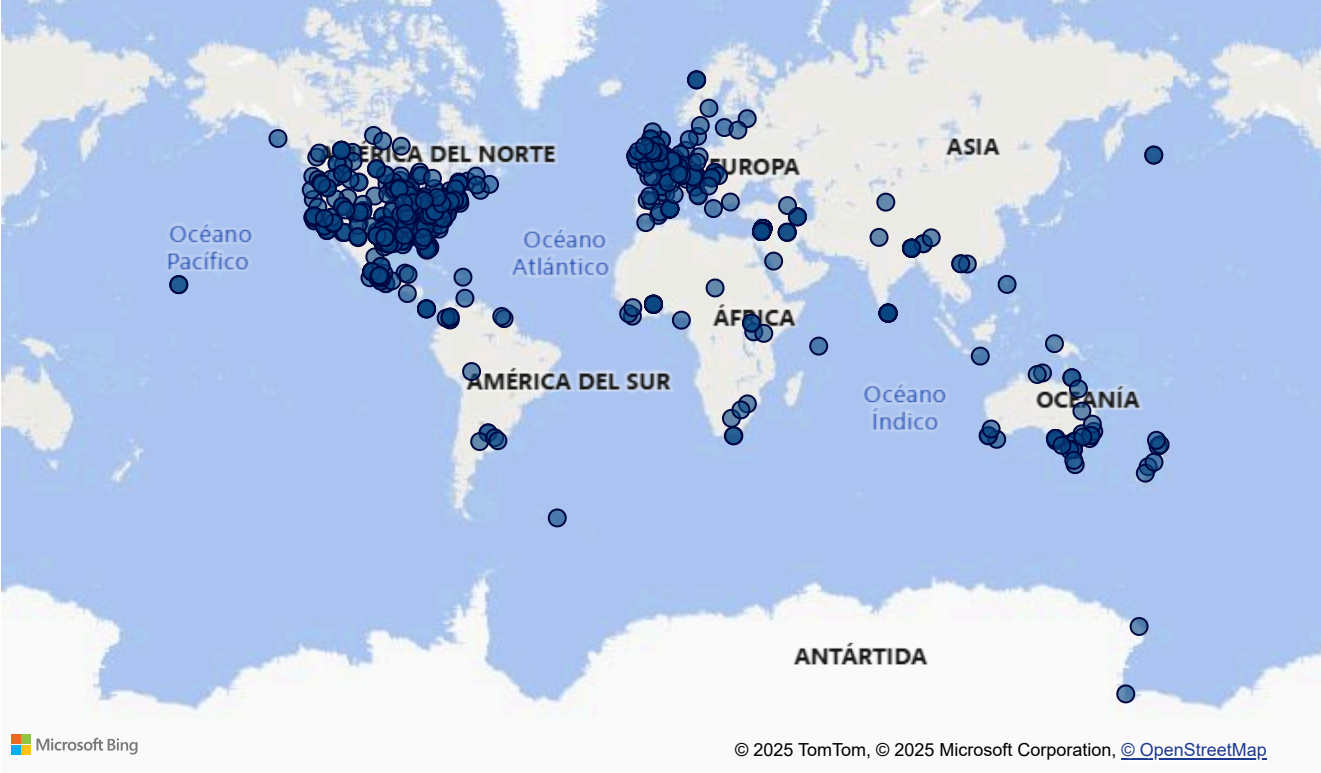 AMÉRICA DEL NORTE
ASIA
EUROPA
Océano
Pacífico
Océano
Atlántico
ÁFRICA
AMÉRICA DEL SUR
Océano
Índico
OCEANÍA
ANTÁRTIDA
Microsoft Bing
© 2025 TomTom, © 2025 Microsoft Corporation, © OpenStreetMap